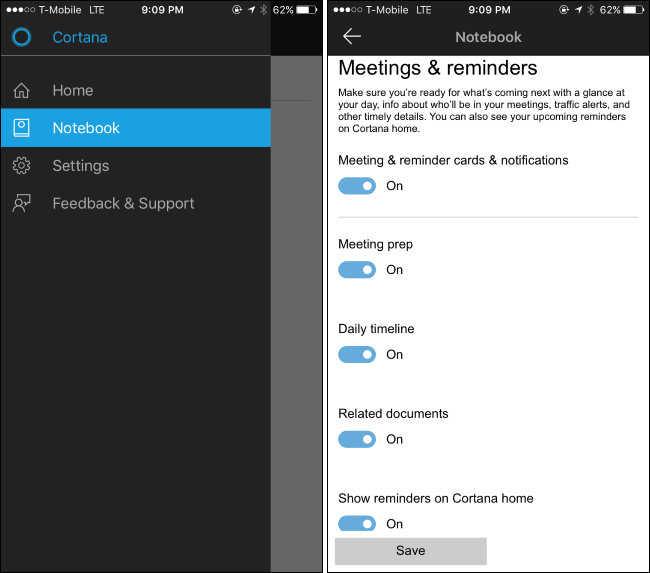 T-Mobile LTE 9:09 PM 62%
Cortana
Home
Notebook
Settings
Feedback & Support
T-Mobile LTE 9:09 PM 62%
Notebook
Meetings & reminders
Make sure you're ready for what's coming next with a glance at
your day, info about who'll be in your meetings, traffic alerts, and
other timely details. You can also see your upcoming reminders
on Cortana home.
Meeting & reminder cards & notifications
On
Meeting prep
On
Daily timeline
On
Related documents
On
Show reminders on Cortana home
On
Save